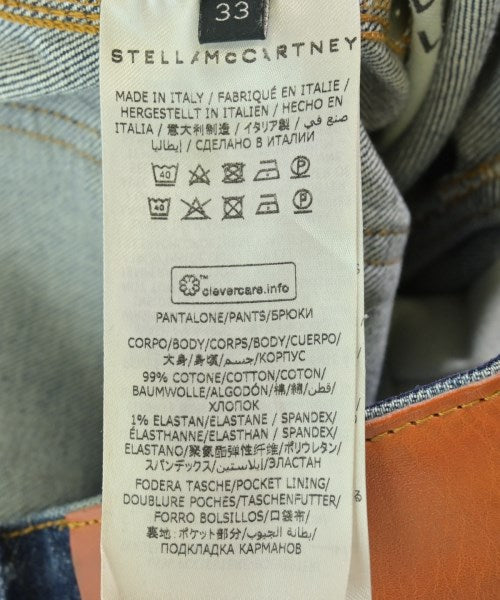 33
STELLA McCARTNEY
MADE IN ITALY / FABRIQUÉ EN ITALIE /
HERGESTELLT IN ITALIEN / HECHO EN
ITALIA / 意大利制造 / イタリア製 / صنع في
إيطاليا / СДЕЛАНО В ИТАЛИИ
40
P
40
P
™
clevercare.info
PANTALONE/PANTS/БРЮКИ
CORPO/BODY/CORPS/BODY/CUERPO/
大身/身頃/جسم/КОРПУС
99% COTONE/COTTON/COTON/
BAUMWOLLE/ALGODÓN/棉/綿/قطن/
ХЛОПОК
1% ELASTAN/ELASTANE / SPANDEX/
ÉLASTHANNE/ELASTHAN / SPANDEX/
ELASTANO/聚氨酯弹性纤维/ポリウレタン/
スパンデックス/إيلاستين/ЭЛАСТАН
FODERA TASCHE/POCKET LINING/
DOUBLURE POCHES/TASCHENFUTTER/
FORRO BOLSILLOS/口袋布/
裏地：ポケット部分/بطانة الجيوب/
ПОДКЛАДКА КАРМАНОВ